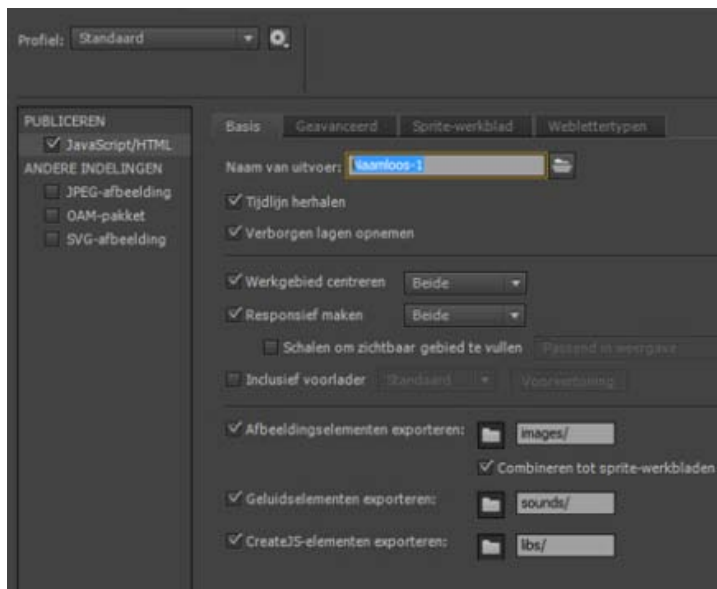 Profiel: Standaard
PUBLICEREN
JavaScript/HTML
ANDERE INDELINGEN
JPEG-afbeelding
OAM-pakket
SVG-afbeelding
Basis Geavanceerd Sprite-werkblad Weblettertypen
Naam van uitvoer: Naamloos-1
Tijdlijn herhalen
Verborgen lagen opnemen
Werkgebied centreren Beide
Responsief maken Beide
Schalen om zichtbaar gebied te vullen Passend in weergave
Inclusief voorlader Standaard Voorvertoning
Afbeeldingselementen exporteren: images/
Combineren tot sprite-werkbladen
Geluidselementen exporteren: sounds/
CreateJS-elementen exporteren: libs/